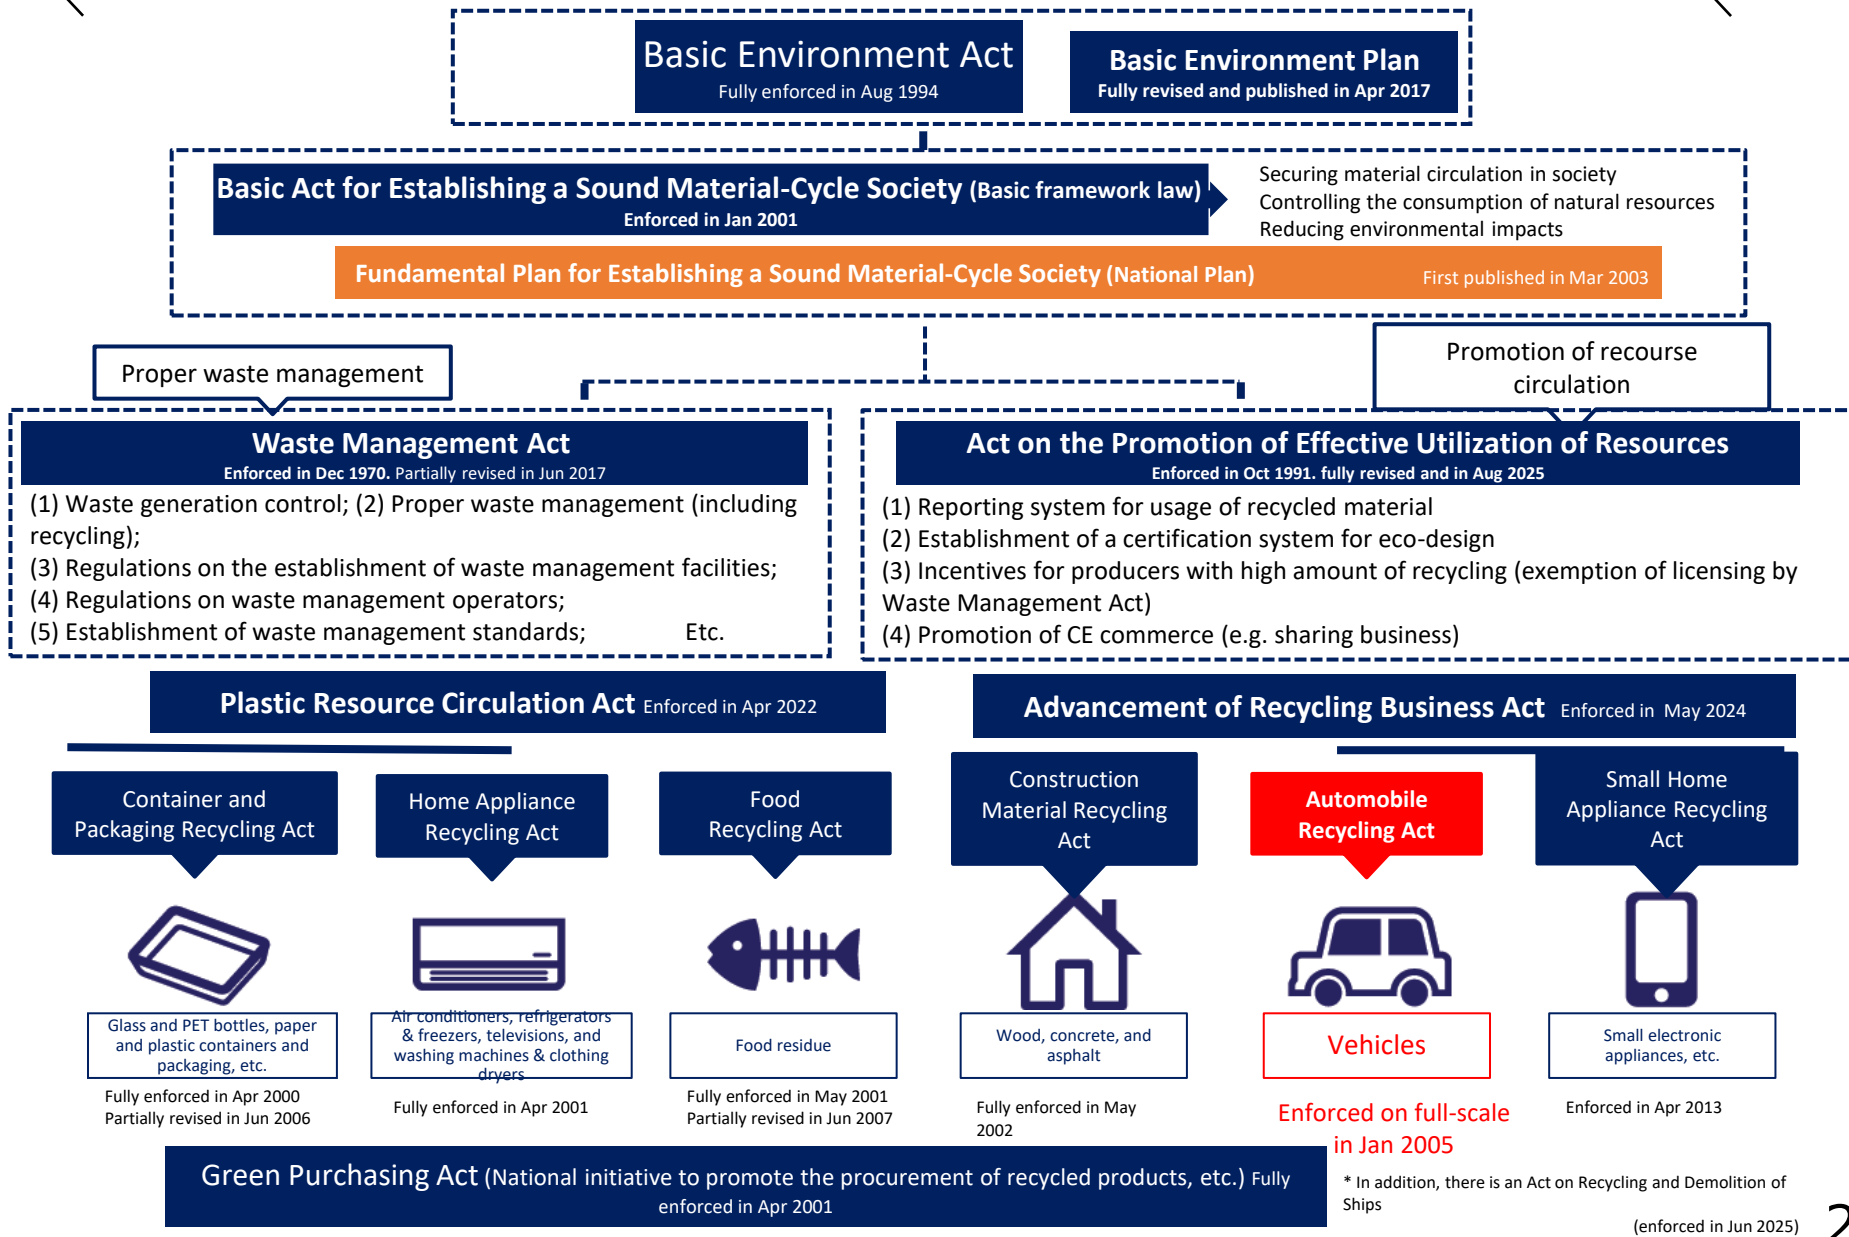 Basic Environment Act
Fully enforced in Aug 1994
Basic Environment Plan
Fully revised and published in Apr 2017
Basic Act for Establishing a Sound Material-Cycle Society (Basic framework law)
Enforced in Jan 2001
Securing material circulation in society
Controlling the consumption of natural resources
Reducing environmental impacts
Fundamental Plan for Establishing a Sound Material-Cycle Society (National Plan) First published in Mar 2003
Proper waste management
Promotion of recourse
circulation
Waste Management Act
Enforced in Dec 1970. Partially revised in Jun 2017
(1) Waste generation control; (2) Proper waste management (including
recycling);
(3) Regulations on the establishment of waste management facilities;
(4) Regulations on waste management operators;
(5) Establishment of waste management standards; Etc.
Act on the Promotion of Effective Utilization of Resources
Enforced in Oct 1991. fully revised and in Aug 2025
(1) Reporting system for usage of recycled material
(2) Establishment of a certification system for eco-design
(3) Incentives for producers with high amount of recycling (exemption of licensing by
Waste Management Act)
(4) Promotion of CE commerce (e.g. sharing business)
Plastic Resource Circulation Act Enforced in Apr 2022
Advancement of Recycling Business Act Enforced in May 2024
Container and
Packaging Recycling Act
Home Appliance
Recycling Act
Food
Recycling Act
Construction
Material Recycling
Act
Automobile
Recycling Act
Small Home
Appliance Recycling
Act
Glass and PET bottles, paper
and plastic containers and
packaging, etc.
Air conditioners, refrigerators
& freezers, televisions, and
washing machines & clothing
dryers
Food residue
Wood, concrete, and
asphalt
Vehicles
Small electronic
appliances, etc.
Fully enforced in Apr 2000
Partially revised in Jun 2006
Fully enforced in Apr 2001
Fully enforced in May 2001
Partially revised in Jun 2007
Fully enforced in May
2002
Enforced on full-scale
in Jan 2005
Enforced in Apr 2013
Green Purchasing Act (National initiative to promote the procurement of recycled products, etc.) Fully
enforced in Apr 2001
* In addition, there is an Act on Recycling and Demolition of
Ships
(enforced in Jun 2025)
2